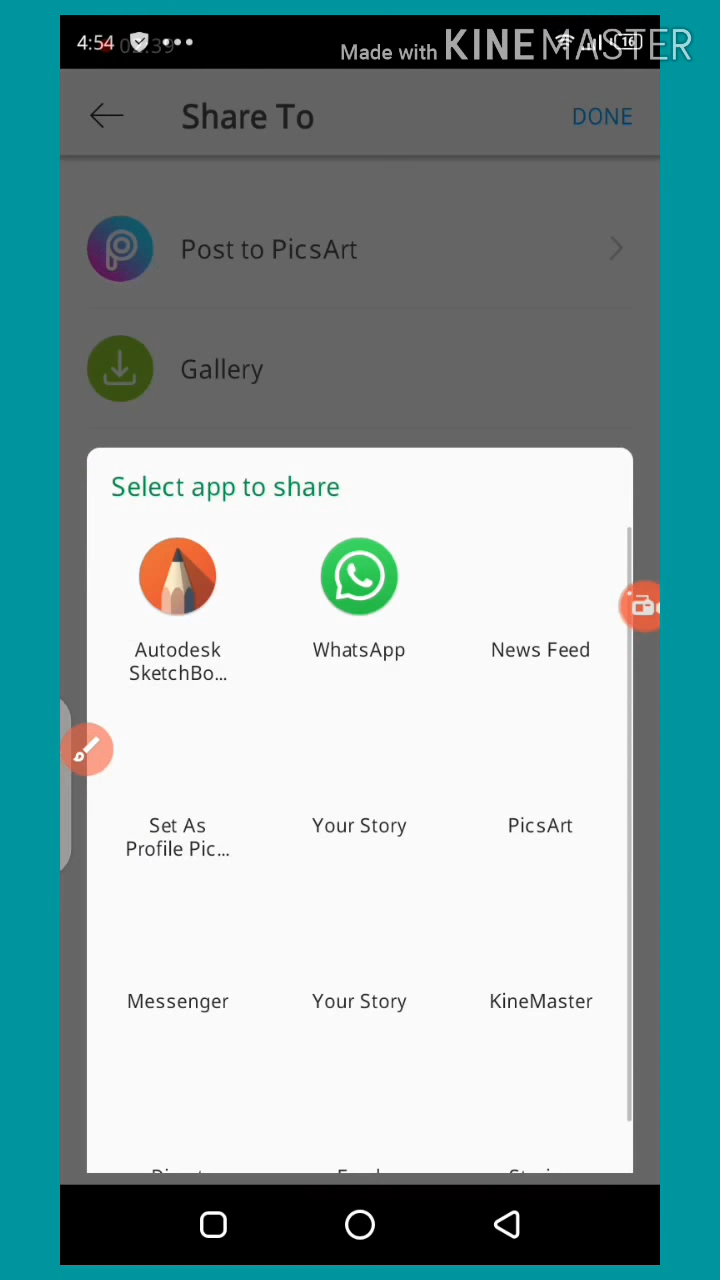 4:54
Made with KINEMASTER
16
Share To
DONE
Post to PicsArt
Gallery
Select app to share
Autodesk
SketchBo...
WhatsApp
News Feed
Set As
Profile Pic...
Your Story
PicsArt
Messenger
Your Story
KineMaster